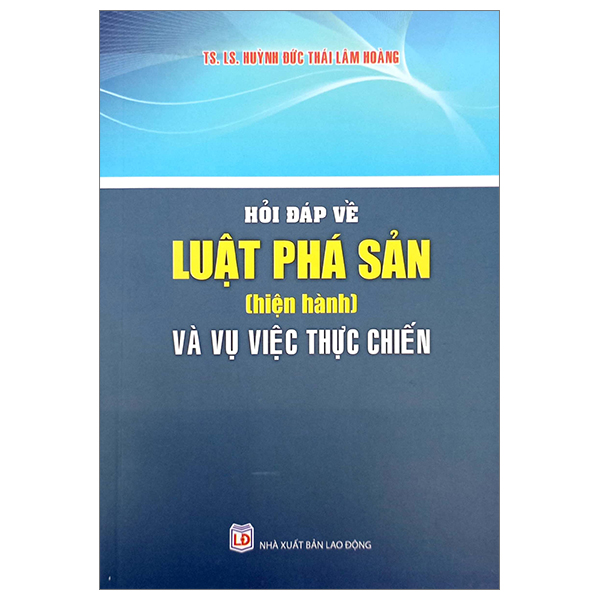 TS. LS. HUỲNH ĐỨC THÁI LÂM HOÀNG
HỎI ĐÁP VỀ
LUẬT PHÁ SẢN
(hiện hành)
VÀ VỤ VIỆC THỰC CHIẾN
LĐ
NHÀ XUẤT BẢN LAO ĐỘNG